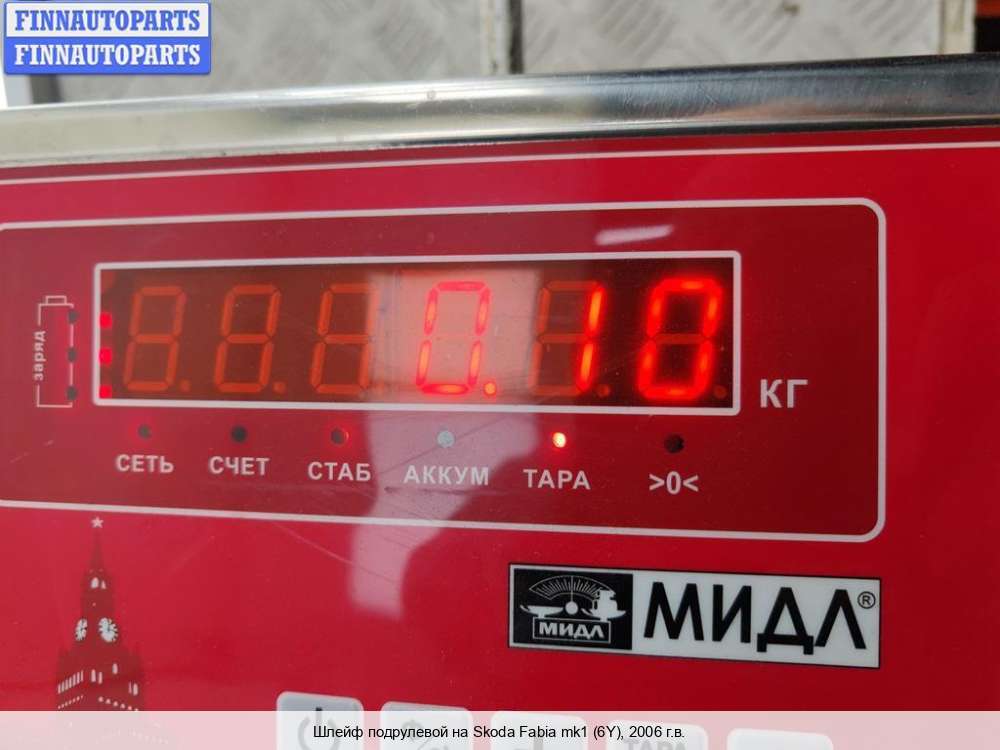 FINNAUTOPARTS
FINNAUTOPARTS
заряд
0.10
КГ
СЕТЬ СЧЕТ СТАБ АККУМ ТАРА >0<
МИДЛ МИДЛ®
ТАРА
Шлейф подрулевой на Skoda Fabia mk1 (6Y), 2006 г.в.